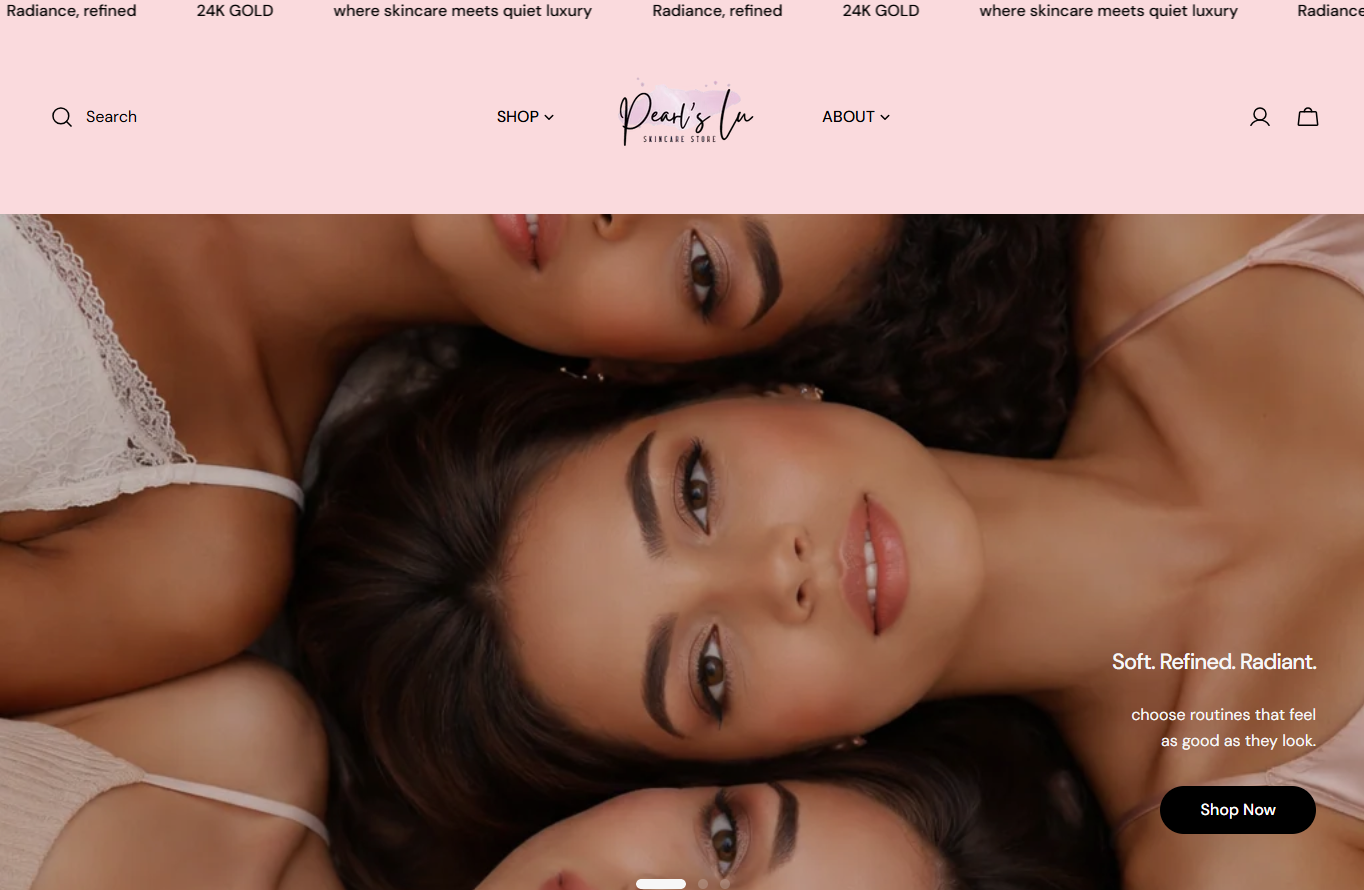 Radiance, refined 24K GOLD where skincare meets quiet luxury Radiance, refined 24K GOLD where skincare meets quiet luxury Radiance
Search SHOP Pearl's Lu ABOUT
SKINCARE STORE
Soft. Refined. Radiant.
choose routines that feel
as good as they look.
Shop Now